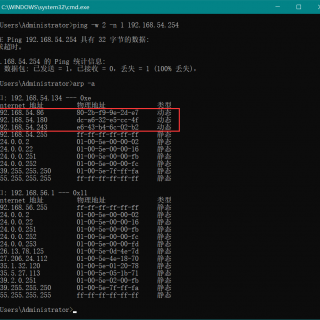 C:\WINDOWS\system32\cmd.exe
Users\Administrator>ping -w 2 -n 1 192.168.54.254
E Ping 192.168.54.254 具有 32 字节的数据:
求超时。
.168.54.254 的 Ping 统计信息:
数据包: 已发送 = 1，已接收 = 0，丢失 = 1 (100% 丢失)，
Users\Administrator>arp -a
: 192.168.54.134 --- 0xe
nternet 地址 物理地址 类型
92.168.54.86 80-2b-f9-9e-2d-e7 动态
92.168.54.180 dc-a6-32-e5-cc-4f 动态
92.168.54.243 e6-43-b4-6c-02-b2 动态
92.168.54.255 ff-ff-ff-ff-ff-ff 静态
24.0.0.2 01-00-5e-00-00-02 静态
24.0.0.22 01-00-5e-00-00-16 静态
24.0.0.251 01-00-5e-00-00-fb 静态
24.0.0.252 01-00-5e-00-00-fc 静态
39.255.255.250 01-00-5e-7f-ff-fa 静态
55.255.255.255 ff-ff-ff-ff-ff-ff 静态
: 192.168.56.1 --- 0x11
nternet 地址 物理地址 类型
92.168.56.255 ff-ff-ff-ff-ff-ff 静态
24.0.0.2 01-00-5e-00-00-02 静态
24.0.0.22 01-00-5e-00-00-16 静态
24.0.0.251 01-00-5e-00-00-fb 静态
24.0.0.252 01-00-5e-00-00-fc 静态
24.0.0.253 01-00-5e-00-00-fd 静态
26.13.78.125 01-00-5e-0d-4e-7d 静态
27.206.24.112 01-00-5e-4e-18-70 静态
35.1.32.120 01-00-5e-01-20-78 静态
35.5.27.113 01-00-5e-05-1b-71 静态
39.2.0.251 01-00-5e-02-00-fb 静态
39.255.255.250 01-00-5e-7f-ff-fa 静态
55.255.255.255 ff-ff-ff-ff-ff-ff 静态
Users\Administrator>